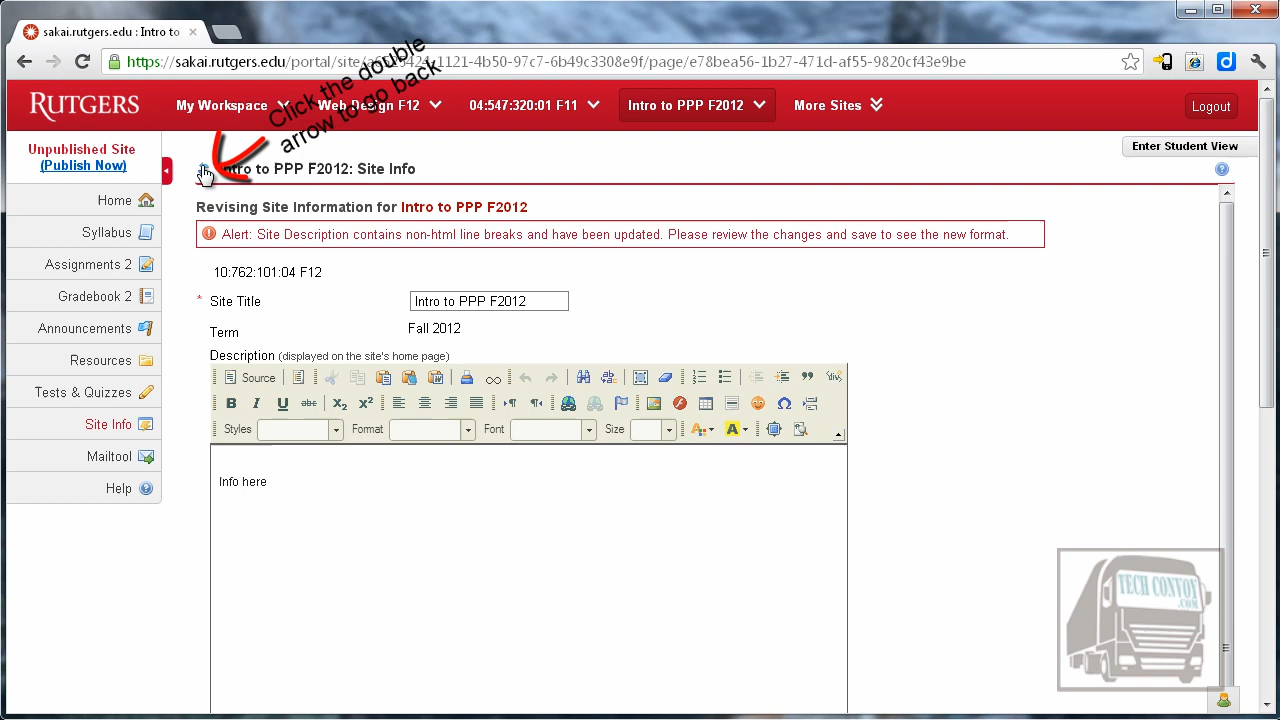 sakai.rutgers.edu : Intro to
https://sakai.rutgers.edu/portal/site/
1121-4b50-97c7-6b49c3308e9f/page/e78bea56-1b27-471d-af55-9820cf43e9be
Click the double
arrow to go back
RUTGERS
My Workspace
Web Design F12
04:547:320:01 F11
Intro to PPP F2012
More Sites
Logout
Unpublished Site
(Publish Now)
Enter Student View
Intro to PPP F2012: Site Info
Home
Syllabus
Assignments 2
Gradebook 2
Announcements
Resources
Tests & Quizzes
Site Info
Mailtool
Help
Revising Site Information for Intro to PPP F2012
Alert: Site Description contains non-html line breaks and have been updated. Please review the changes and save to see the new format.
10:762:101:04 F12
* Site Title
Intro to PPP F2012
Term
Fall 2012
Description (displayed on the site's home page)
Source
B I U abc X2 X2
Styles Format Font Size
Info here
TECH CONVOY
.COM